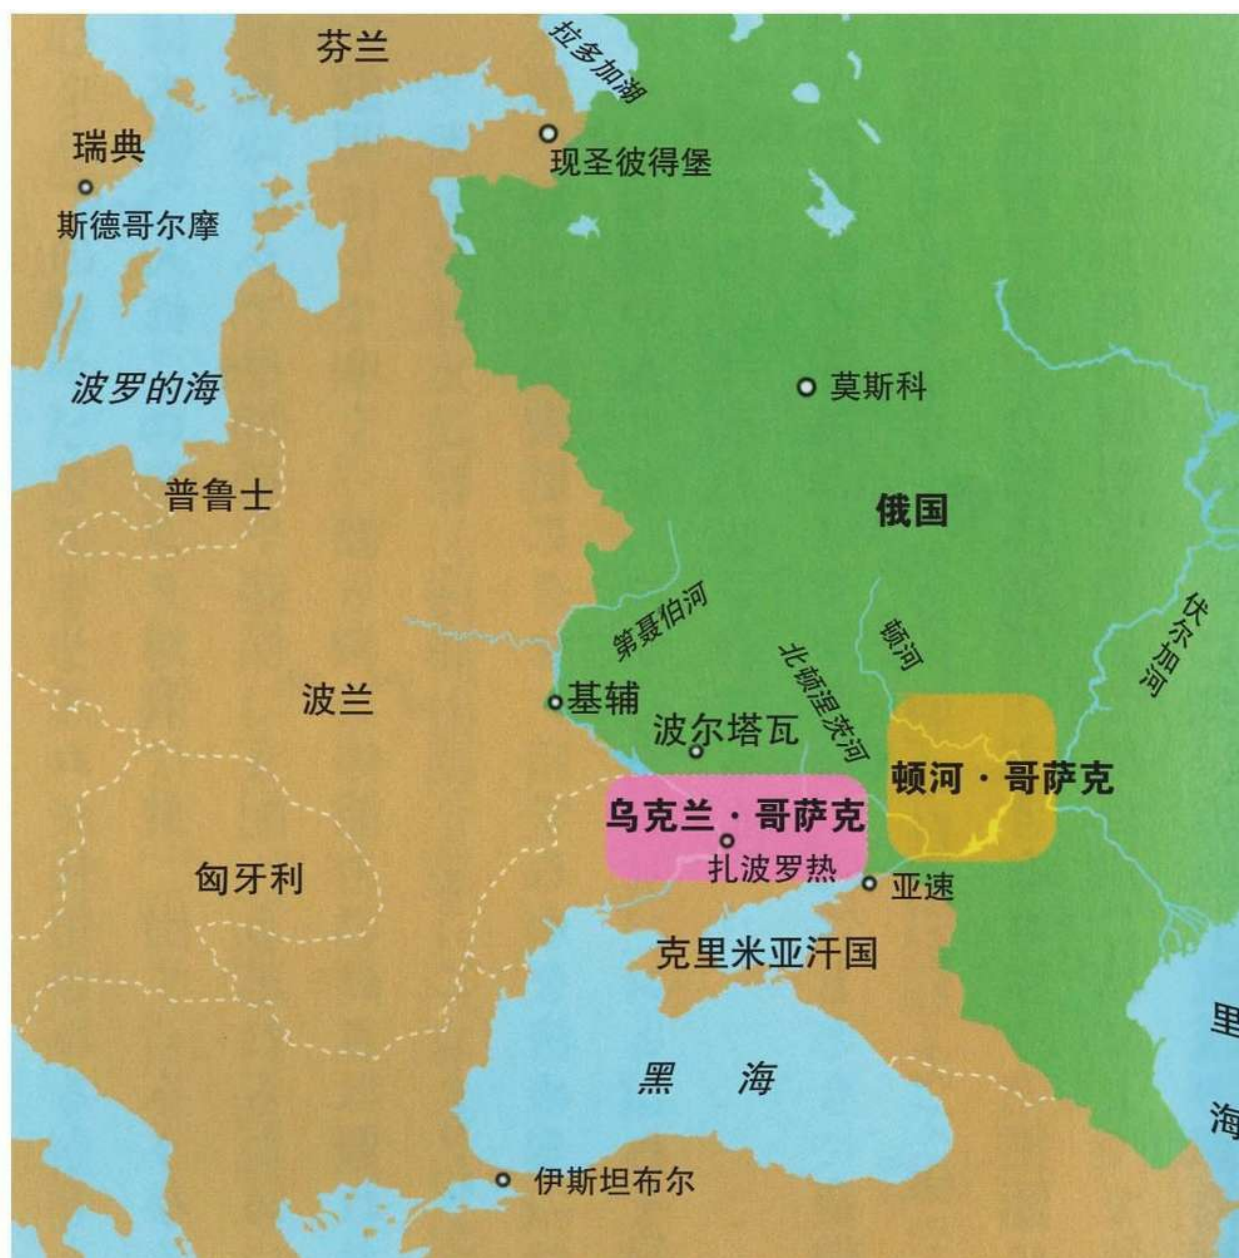 芬兰
拉多加湖
瑞典
现圣彼得堡
斯德哥尔摩
波罗的海
莫斯科
普鲁士
俄国
第聂伯河
顿河
伏尔加河
北顿涅茨河
波兰
基辅
波尔塔瓦
顿河·哥萨克
乌克兰·哥萨克
扎波罗热
匈牙利
亚速
克里米亚汗国
里海
黑海
伊斯坦布尔